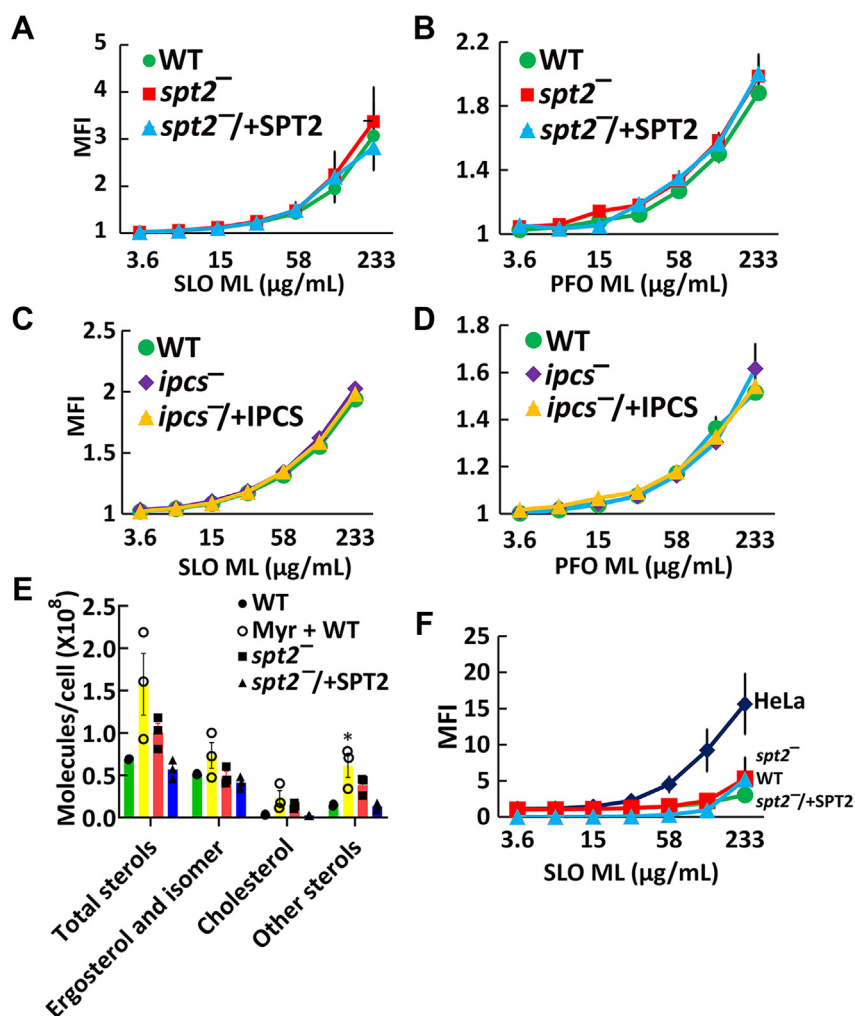 A
5
4
3
2
1
MFI
WT
spt2⁻
spt2⁻/+SPT2
3.6 15 58 233
SLO ML (µg/mL)
B
2.2
1.8
1.4
1
WT
spt2⁻
spt2⁻/+SPT2
3.6 15 58 233
PFO ML (µg/mL)
C
2.5
2
1.5
1
MFI
WT
ipcs⁻
ipcs⁻/+IPCS
3.6 15 58 233
SLO ML (µg/mL)
D
1.8
1.6
1.4
1.2
1
WT
ipcs⁻
ipcs⁻/+IPCS
3.6 15 58 233
PFO ML (µg/mL)
E
Molecules/cell (X10⁸)
2.5
2.0
1.5
1.0
0.5
0.0
WT
Myr + WT
spt2⁻
spt2⁻/+SPT2
*
Total sterols
Ergosterol and isomer
Cholesterol
Other sterols
F
25
20
15
10
5
0
MFI
HeLa
spt2⁻
WT
spt2⁻/+SPT2
3.6 15 58 233
SLO ML (µg/mL)